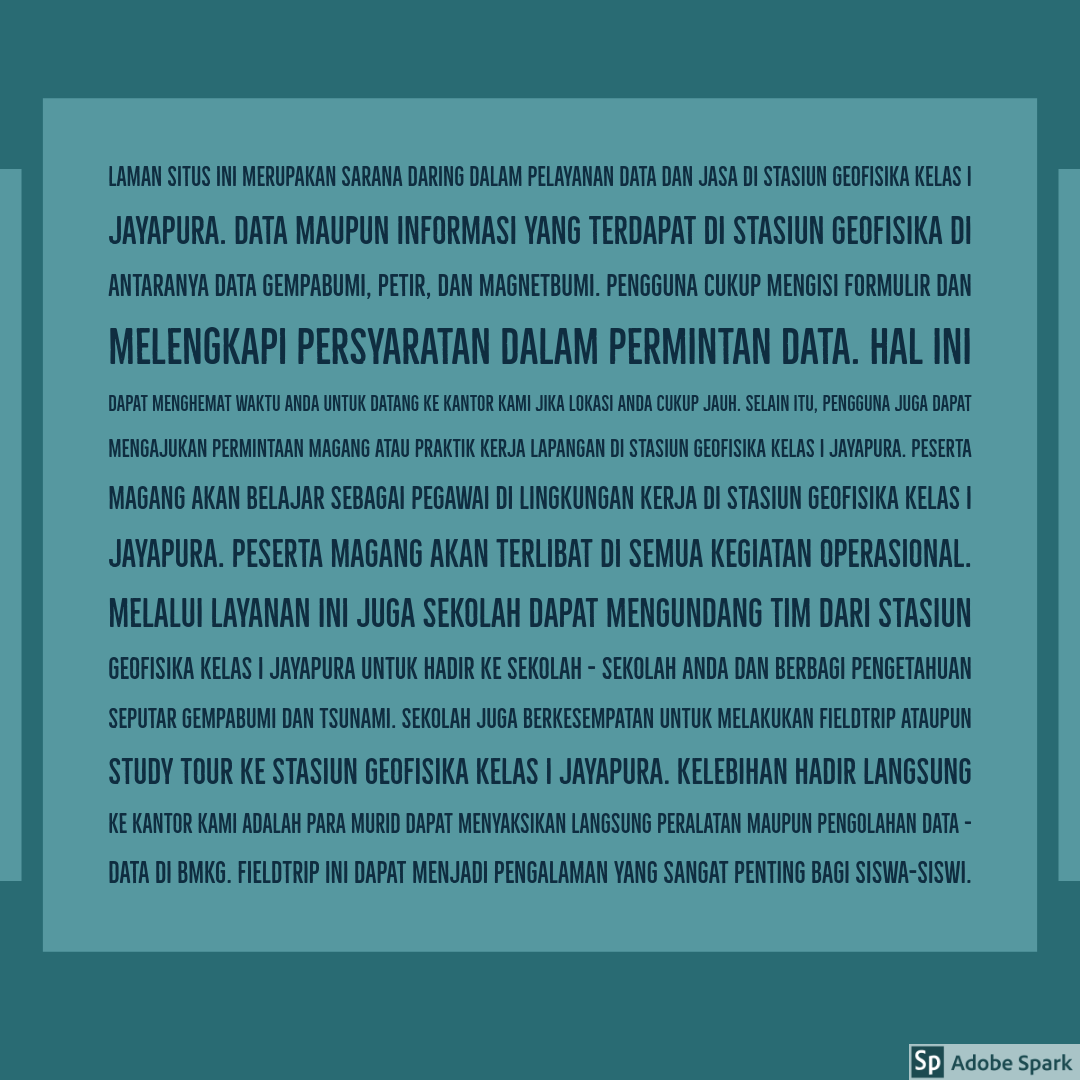 LAMAN SITUS INI MERUPAKAN SARANA DARING DALAM PELAYANAN DATA DAN JASA DI STASIUN GEOFISIKA KELAS I
JAYAPURA. DATA MAUPUN INFORMASI YANG TERDAPAT DI STASIUN GEOFISIKA DI
ANTARANYA DATA GEMPABUMI, PETIR, DAN MAGNETBUMI. PENGGUNA CUKUP MENGISI FORMULIR DAN
MELENGKAPI PERSYARATAN DALAM PERMINTAN DATA. HAL INI
DAPAT MENGHEMAT WAKTU ANDA UNTUK DATANG KE KANTOR KAMI JIKA LOKASI ANDA CUKUP JAUH. SELAIN ITU, PENGGUNA JUGA DAPAT
MENGAJUKAN PERMINTAAN MAGANG ATAU PRAKTIK KERJA LAPANGAN DI STASIUN GEOFISIKA KELAS I JAYAPURA. PESERTA
MAGANG AKAN BELAJAR SEBAGAI PEGAWAI DI LINGKUNGAN KERJA DI STASIUN GEOFISIKA KELAS I
JAYAPURA. PESERTA MAGANG AKAN TERLIBAT DI SEMUA KEGIATAN OPERASIONAL.
MELALUI LAYANAN INI JUGA SEKOLAH DAPAT MENGUNDANG TIM DARI STASIUN
GEOFISIKA KELAS I JAYAPURA UNTUK HADIR KE SEKOLAH - SEKOLAH ANDA DAN BERBAGI PENGETAHUAN
SEPUTAR GEMPABUMI DAN TSUNAMI. SEKOLAH JUGA BERKESEMPATAN UNTUK MELAKUKAN FIELDTRIP ATAUPUN
STUDY TOUR KE STASIUN GEOFISIKA KELAS I JAYAPURA. KELEBIHAN HADIR LANGSUNG
KE KANTOR KAMI ADALAH PARA MURID DAPAT MENYAKSIKAN LANGSUNG PERALATAN MAUPUN PENGOLAHAN DATA -
DATA DI BMKG. FIELDTRIP INI DAPAT MENJADI PENGALAMAN YANG SANGAT PENTING BAGI SISWA-SISWI.
Sp Adobe Spark